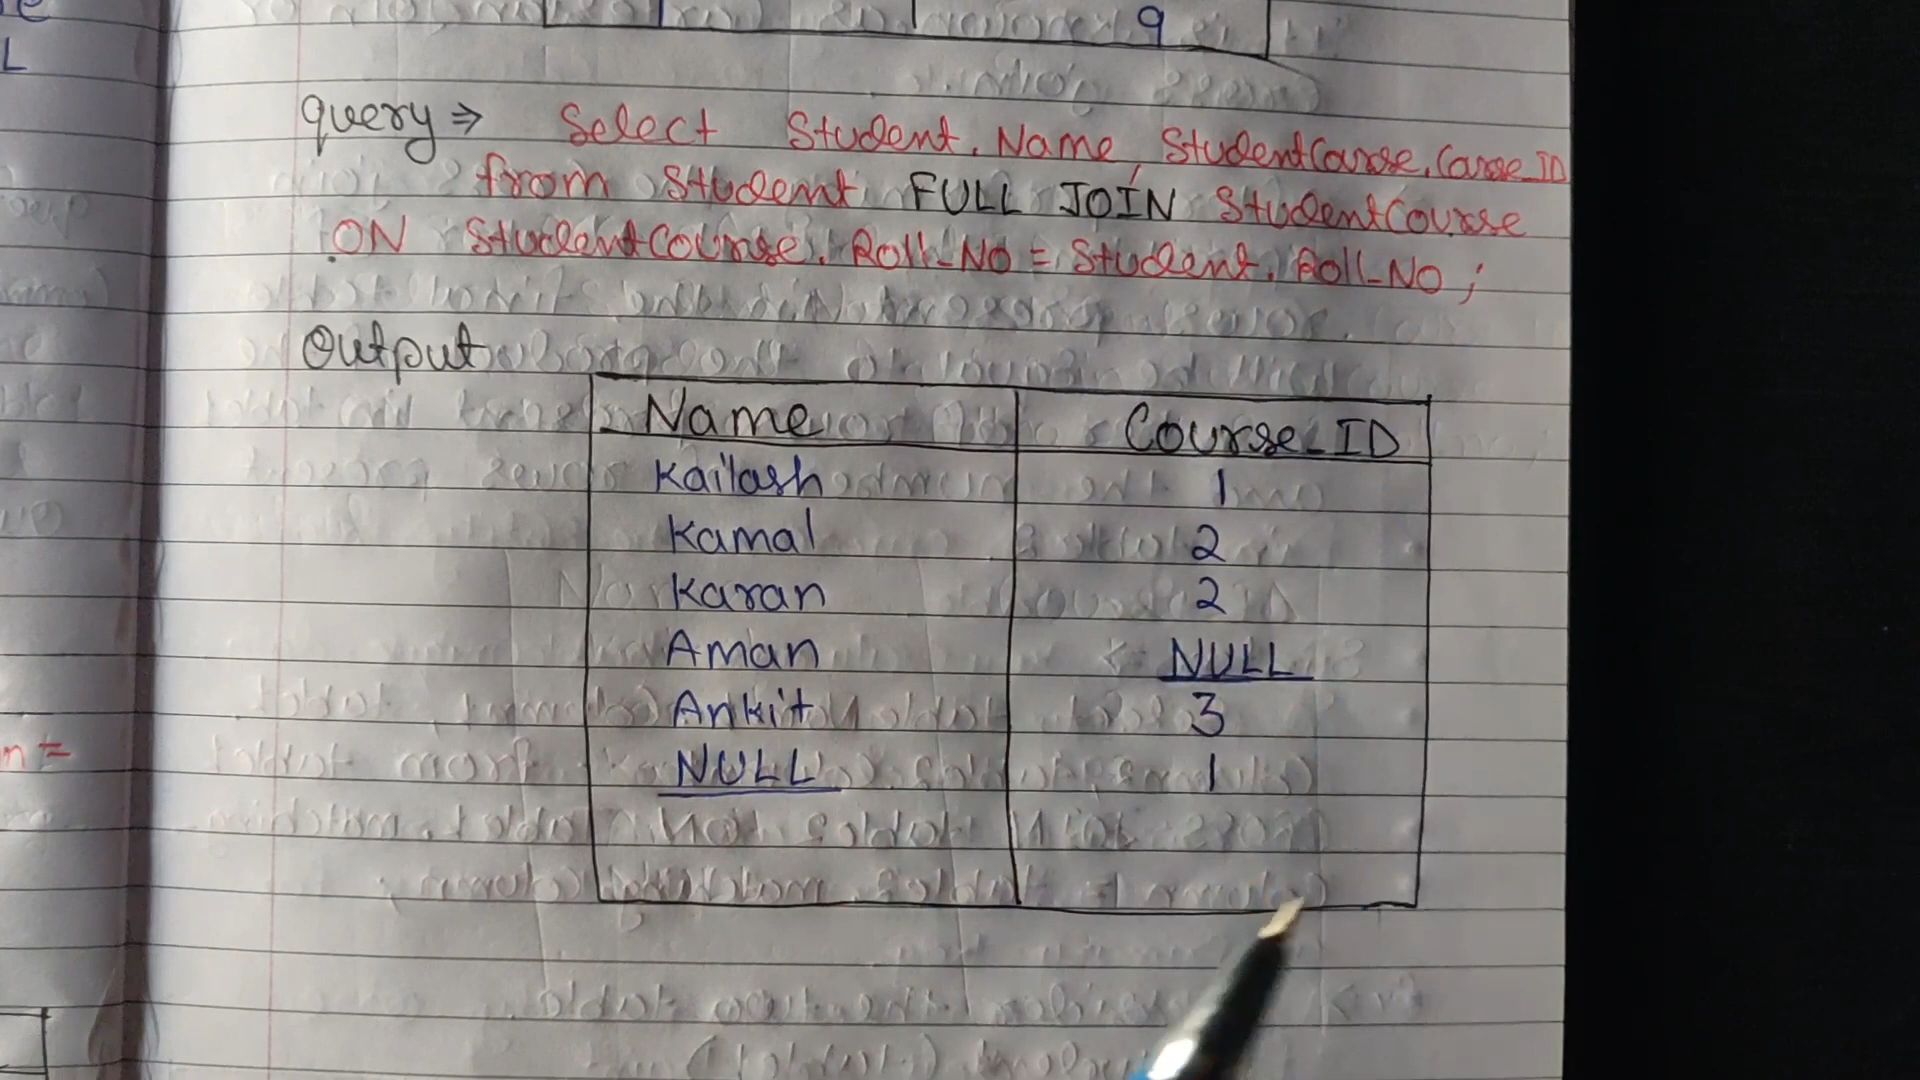 L
9
query ⇒ Select Student.Name, StudentCourse.Course_ID
from Student FULL JOIN StudentCourse
ON StudentCourse.Roll_No = Student.Roll_No;
Output
Name Course_ID
Kailash 1
Kamal 2
Karan 2
Aman NULL
Ankit 3
NULL 1
n =